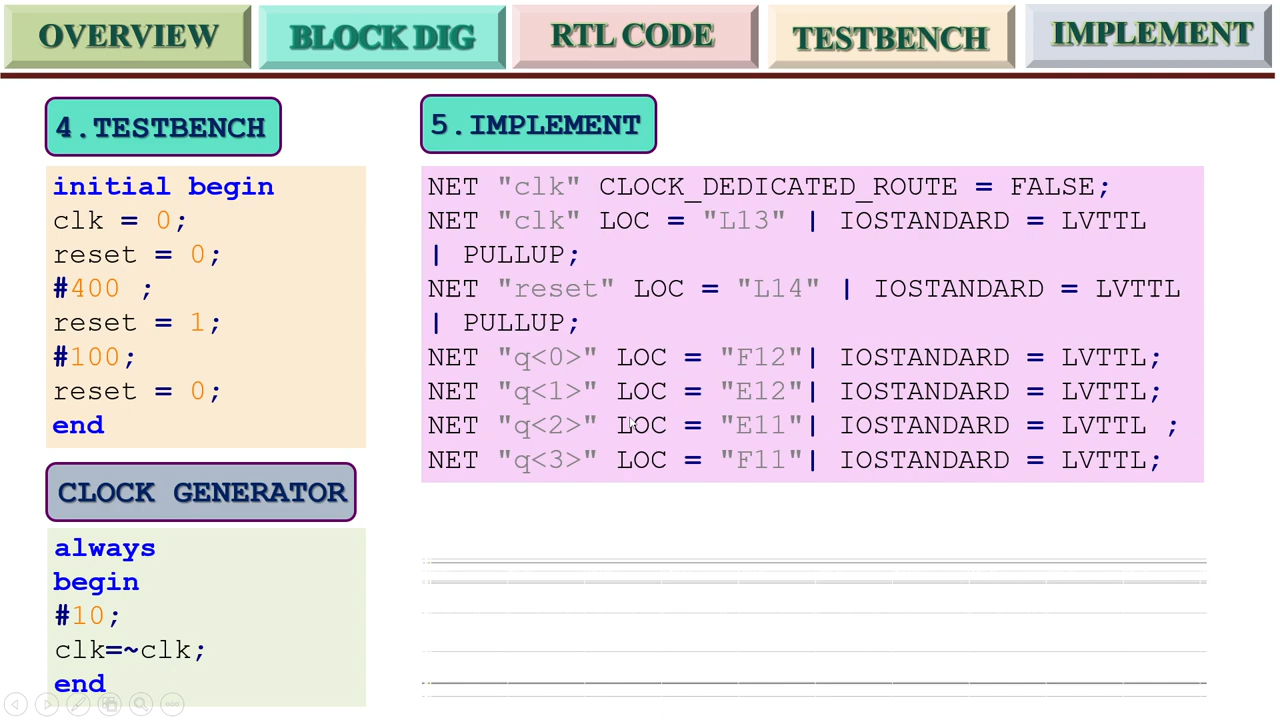 OVERVIEW
BLOCK DIG
RTL CODE
TESTBENCH
IMPLEMENT
4.TESTBENCH
initial begin
clk = 0;
reset = 0;
#400 ;
reset = 1;
#100;
reset = 0;
end
CLOCK GENERATOR
always
begin
#10;
clk=~clk;
end
5.IMPLEMENT
NET "clk" CLOCK_DEDICATED_ROUTE = FALSE;
NET "clk" LOC = "L13" | IOSTANDARD = LVTTL
| PULLUP;
NET "reset" LOC = "L14" | IOSTANDARD = LVTTL
| PULLUP;
NET "q<0>" LOC = "F12"| IOSTANDARD = LVTTL;
NET "q<1>" LOC = "E12"| IOSTANDARD = LVTTL;
NET "q<2>" LOC = "E11"| IOSTANDARD = LVTTL ;
NET "q<3>" LOC = "F11"| IOSTANDARD = LVTTL;